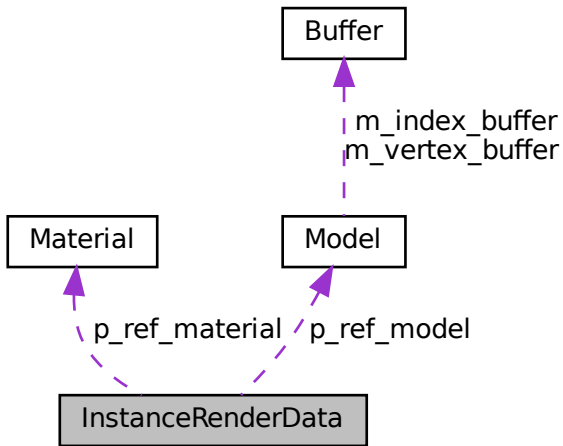 Buffer
m_index_buffer
m_vertex_buffer
Material
Model
p_ref_material
p_ref_model
InstanceRenderData